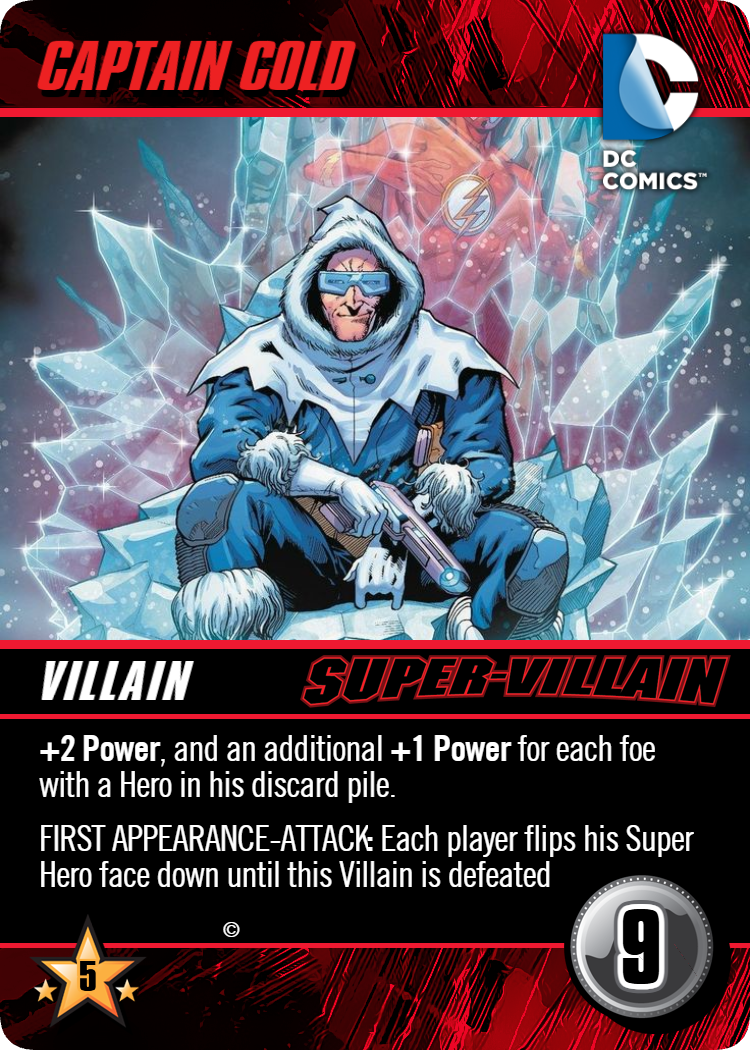 CAPTAIN COLD
DC
COMICS™
VILLAIN
SUPER-VILLAIN
+2 Power, and an additional +1 Power for each foe
with a Hero in his discard pile.
FIRST APPEARANCE-ATTACK: Each player flips his Super
Hero face down until this Villain is defeated
©
5
9